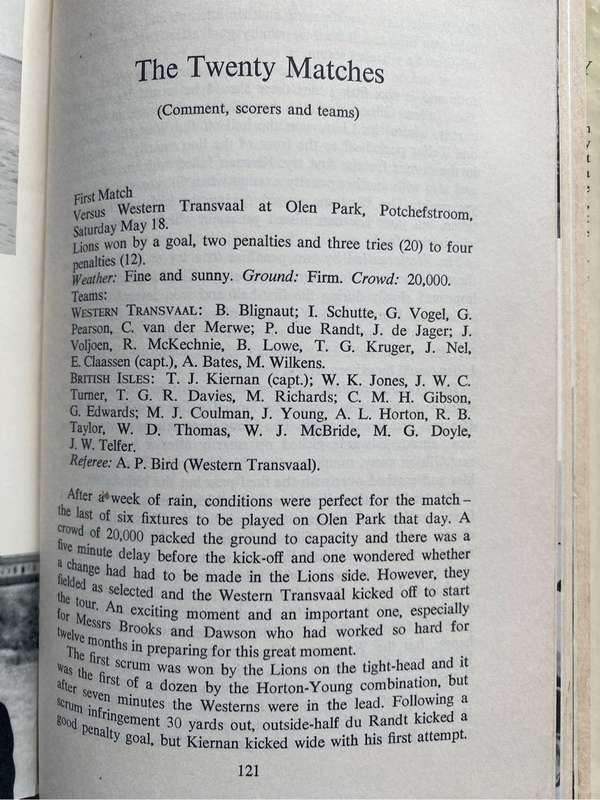 The Twenty Matches
(Comment, scorers and teams)
First Match
Versus Western Transvaal at Olen Park, Potchefstroom,
Saturday May 18.
Lions won by a goal, two penalties and three tries (20) to four
penalties (12).
Weather: Fine and sunny. Ground: Firm. Crowd: 20,000.
Teams:
WESTERN TRANSVAAL: B. Blignaut; I. Schutte, G. Vogel, G.
Pearson, C. van der Merwe; P. due Randt, J. de Jager; J.
Voljoen, R. McKechnie, B. Lowe, T. G. Kruger, J. Nel,
E. Claassen (capt.), A. Bates, M. Wilkens.
BRITISH ISLES: T. J. Kiernan (capt.); W. K. Jones, J. W. C.
Turner, T. G. R. Davies, M. Richards; C. M. H. Gibson,
G. Edwards; M. J. Coulman, J. Young, A. L. Horton, R. B.
Taylor, W. D. Thomas, W. J. McBride, M. G. Doyle,
J. W. Telfer.
Referee: A. P. Bird (Western Transvaal).
After a week of rain, conditions were perfect for the match –
the last of six fixtures to be played on Olen Park that day. A
crowd of 20,000 packed the ground to capacity and there was a
five minute delay before the kick-off and one wondered whether
a change had had to be made in the Lions side. However, they
fielded as selected and the Western Transvaal kicked off to start
the tour. An exciting moment and an important one, especially
for Messrs Brooks and Dawson who had worked so hard for
twelve months in preparing for this great moment.
The first scrum was won by the Lions on the tight-head and it
was the first of a dozen by the Horton-Young combination, but
after seven minutes the Westerns were in the lead. Following a
scrum infringement 30 yards out, outside-half du Randt kicked a
good penalty goal, but Kiernan kicked wide with his first attempt.
121